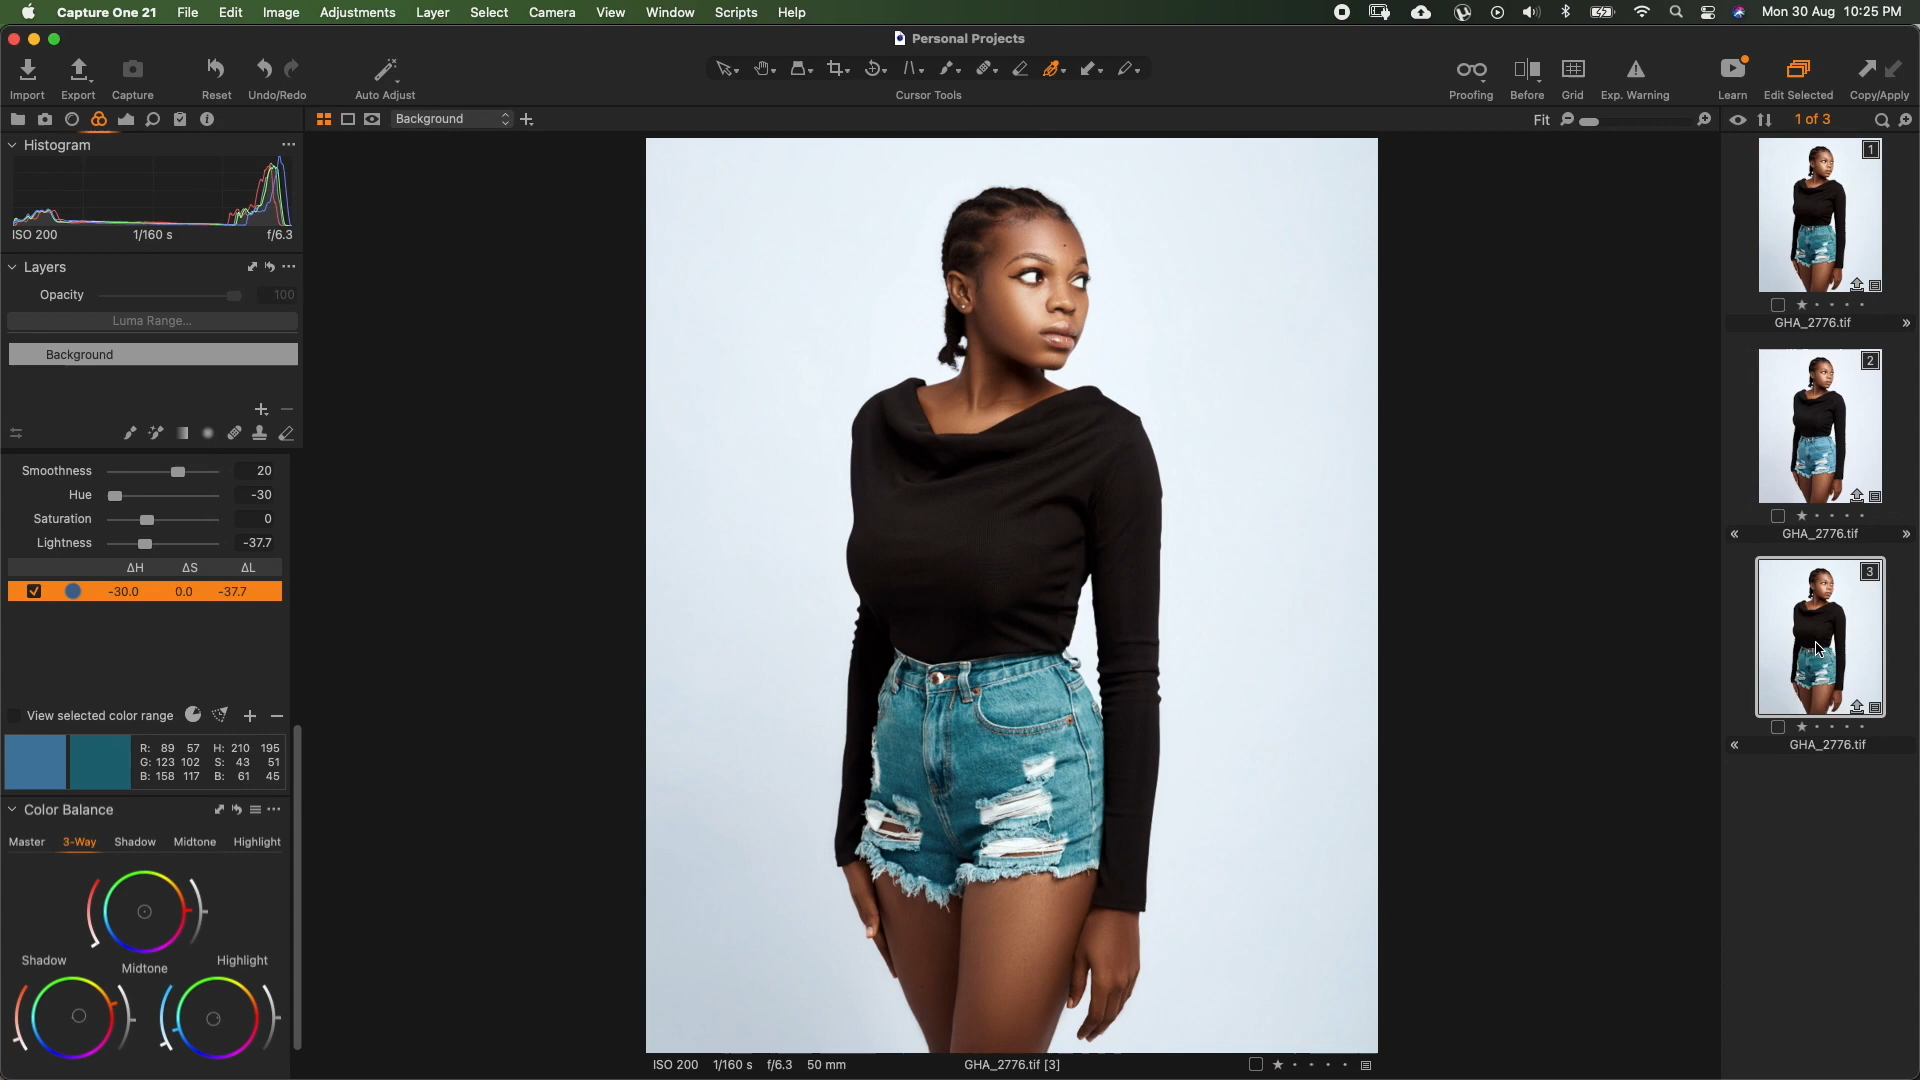 Capture One 21 File Edit Image Adjustments Layer Select Camera View Window Scripts Help Mon 30 Aug 10:25 PM
Personal Projects
Import Export Capture Reset Undo/Redo Auto Adjust Cursor Tools Proofing Before Grid Exp. Warning Learn Edit Selected Copy/Apply
Background Fit 1 of 3
Histogram
ISO 200 1/160 s f/6.3
Layers
Opacity 100
Luma Range...
Background
Smoothness 20
Hue -30
Saturation 0
Lightness -37.7
ΔH ΔS ΔL
-30.0 0.0 -37.7
View selected color range
R: 89 57 H: 210 195
G: 123 102 S: 43 51
B: 158 117 B: 61 45
Color Balance
Master 3-Way Shadow Midtone Highlight
Shadow Midtone Highlight
ISO 200 1/160 s f/6.3 50 mm GHA_2776.tif [3]
1
GHA_2776.tif
2
GHA_2776.tif
3
GHA_2776.tif